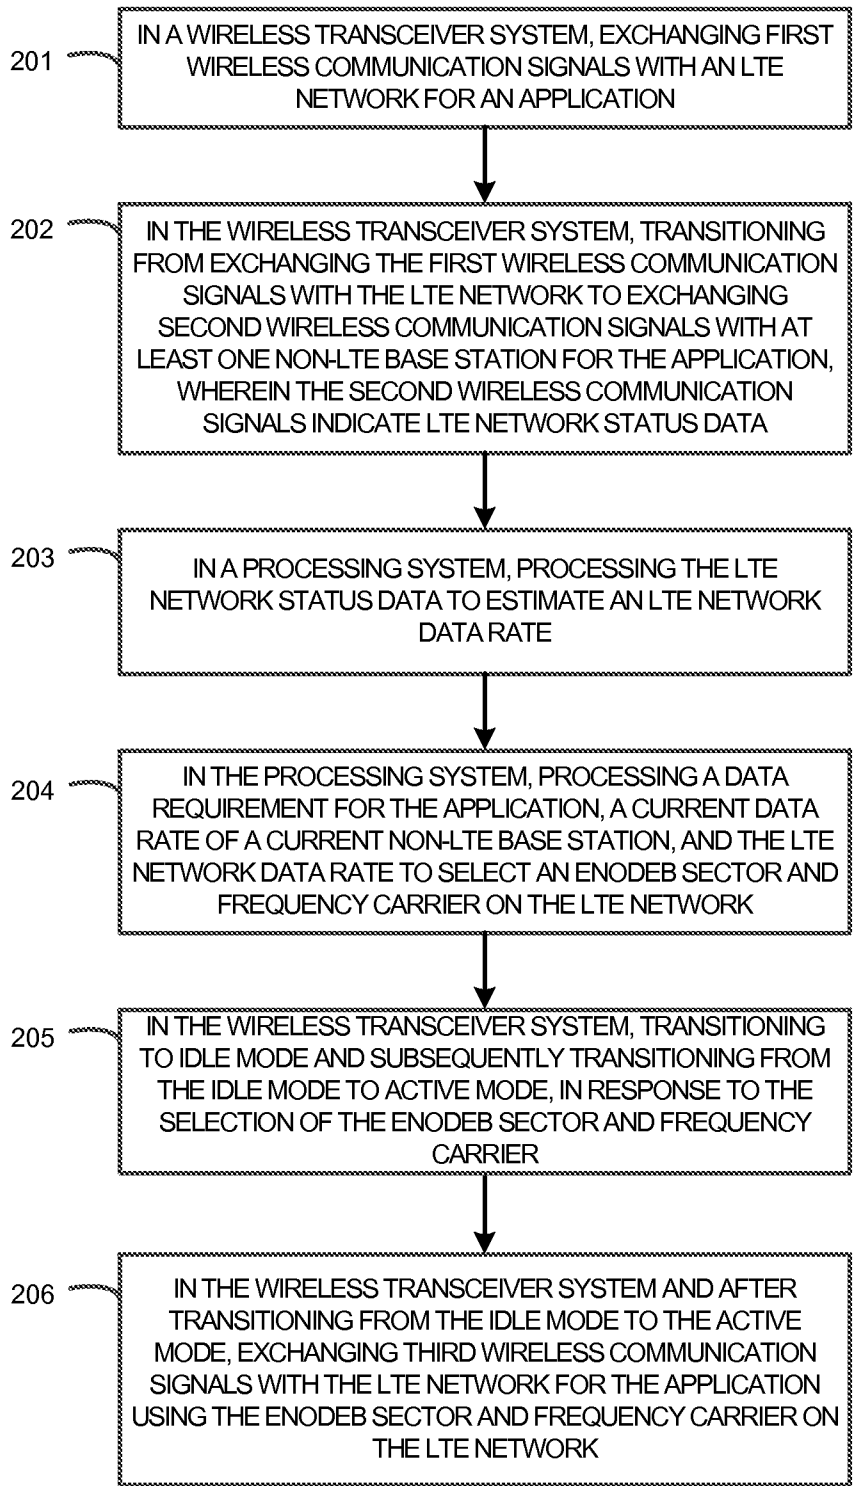 201
IN A WIRELESS TRANSCEIVER SYSTEM, EXCHANGING FIRST
WIRELESS COMMUNICATION SIGNALS WITH AN LTE
NETWORK FOR AN APPLICATION
202
IN THE WIRELESS TRANSCEIVER SYSTEM, TRANSITIONING
FROM EXCHANGING THE FIRST WIRELESS COMMUNICATION
SIGNALS WITH THE LTE NETWORK TO EXCHANGING
SECOND WIRELESS COMMUNICATION SIGNALS WITH AT
LEAST ONE NON-LTE BASE STATION FOR THE APPLICATION,
WHEREIN THE SECOND WIRELESS COMMUNICATION
SIGNALS INDICATE LTE NETWORK STATUS DATA
203
IN A PROCESSING SYSTEM, PROCESSING THE LTE
NETWORK STATUS DATA TO ESTIMATE AN LTE NETWORK
DATA RATE
204
IN THE PROCESSING SYSTEM, PROCESSING A DATA
REQUIREMENT FOR THE APPLICATION, A CURRENT DATA
RATE OF A CURRENT NON-LTE BASE STATION, AND THE LTE
NETWORK DATA RATE TO SELECT AN ENODEB SECTOR AND
FREQUENCY CARRIER ON THE LTE NETWORK
205
IN THE WIRELESS TRANSCEIVER SYSTEM, TRANSITIONING
TO IDLE MODE AND SUBSEQUENTLY TRANSITIONING FROM
THE IDLE MODE TO ACTIVE MODE, IN RESPONSE TO THE
SELECTION OF THE ENODEB SECTOR AND FREQUENCY
CARRIER
206
IN THE WIRELESS TRANSCEIVER SYSTEM AND AFTER
TRANSITIONING FROM THE IDLE MODE TO THE ACTIVE
MODE, EXCHANGING THIRD WIRELESS COMMUNICATION
SIGNALS WITH THE LTE NETWORK FOR THE APPLICATION
USING THE ENODEB SECTOR AND FREQUENCY CARRIER ON
THE LTE NETWORK